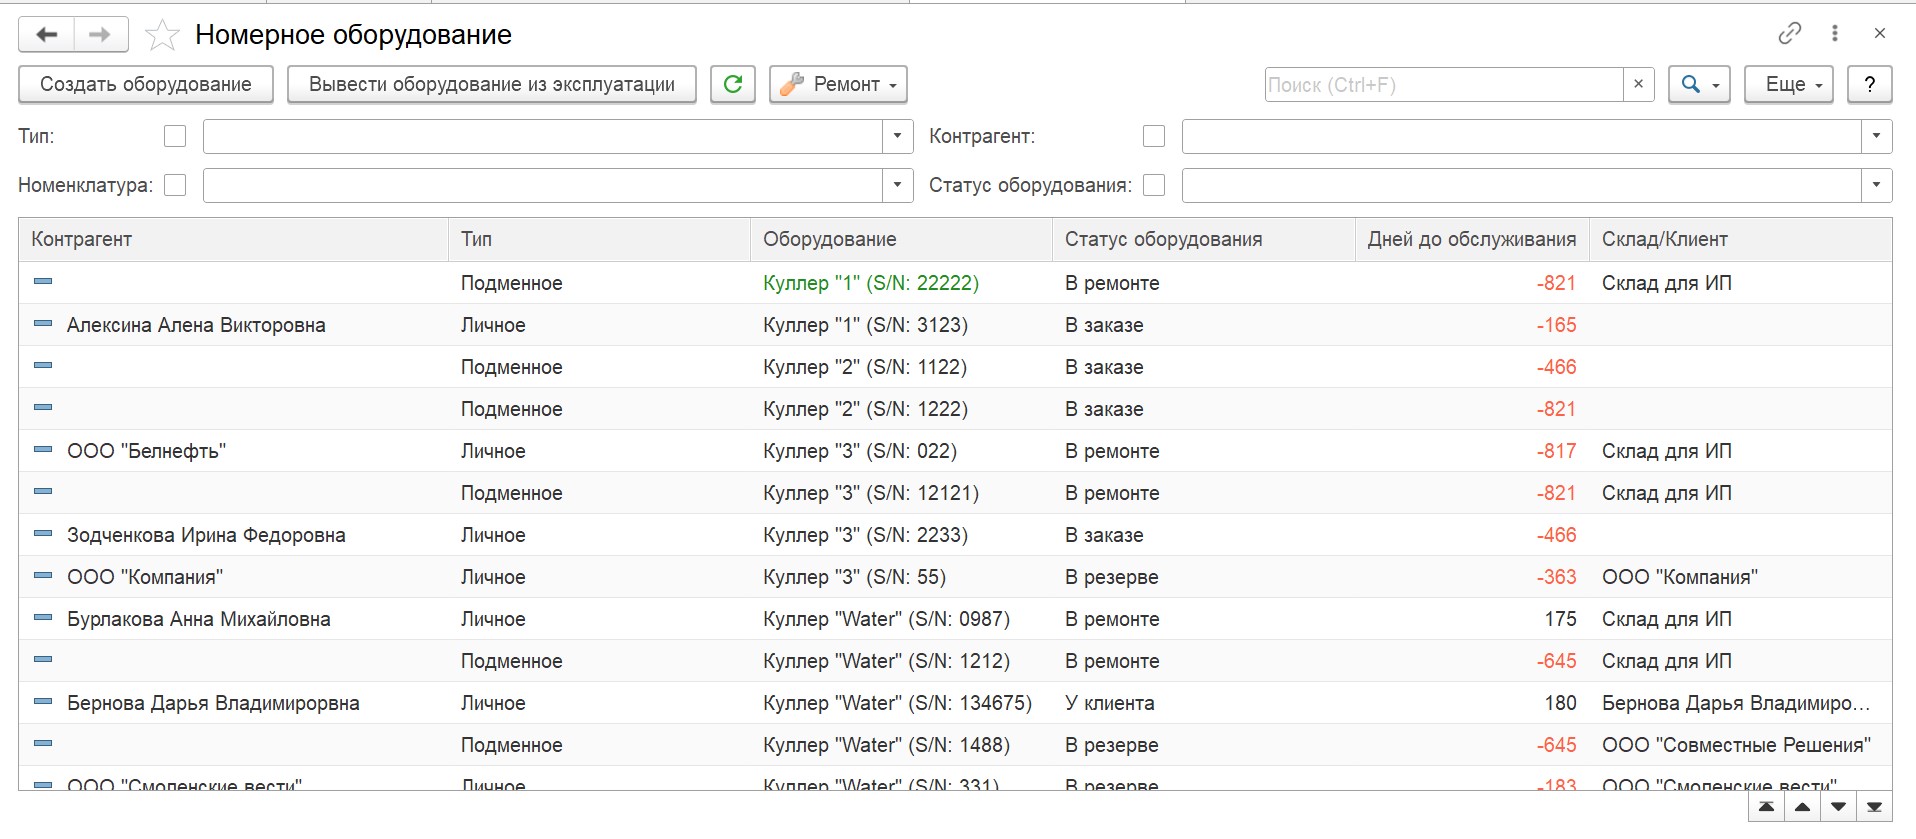 Номерное оборудование
Создать оборудование Вывести оборудование из эксплуатации Ремонт Поиск (Ctrl+F) × Еще ?
Тип: Контрагент:
Номенклатура: Статус оборудования:
Контрагент Тип Оборудование Статус оборудования Дней до обслуживания Склад/Клиент
Подменное Куллер "1" (S/N: 22222) В ремонте -821 Склад для ИП
Алексина Алена Викторовна Личное Куллер "1" (S/N: 3123) В заказе -165
Подменное Куллер "2" (S/N: 1122) В заказе -466
Подменное Куллер "2" (S/N: 1222) В заказе -821
ООО "Белнефть" Личное Куллер "3" (S/N: 022) В ремонте -817 Склад для ИП
Подменное Куллер "3" (S/N: 12121) В ремонте -821 Склад для ИП
Зодченкова Ирина Федоровна Личное Куллер "3" (S/N: 2233) В заказе -466
ООО "Компания" Личное Куллер "3" (S/N: 55) В резерве -363 ООО "Компания"
Бурлакова Анна Михайловна Личное Куллер "Water" (S/N: 0987) В ремонте 175 Склад для ИП
Подменное Куллер "Water" (S/N: 1212) В ремонте -645 Склад для ИП
Бернова Дарья Владимирорвна Личное Куллер "Water" (S/N: 134675) У клиента 180 Бернова Дарья Владимиро...
Подменное Куллер "Water" (S/N: 1488) В резерве -645 ООО "Совместные Решения"
ООО "Смоленские вести" Личное Куллер "Water" (S/N: 331) В резерве -183 ООО "Смоленские вести"